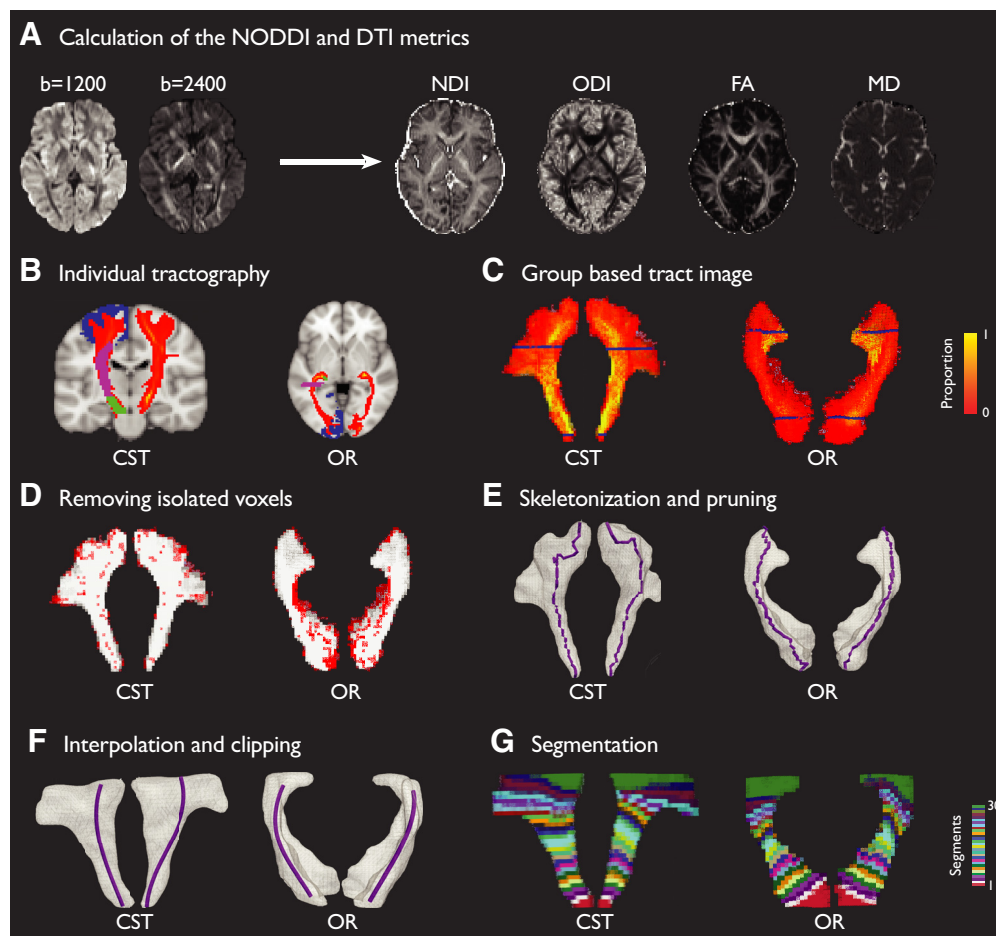 A Calculation of the NODDI and DTI metrics
b=1200 b=2400 NDI ODI FA MD
B Individual tractography
CST OR
C Group based tract image
Proportion
1
0
CST OR
D Removing isolated voxels
CST OR
E Skeletonization and pruning
CST OR
F Interpolation and clipping
CST OR
G Segmentation
Segments
30
1
CST OR